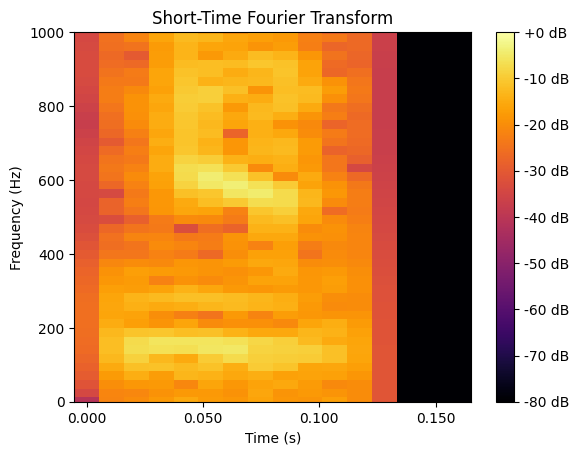 Short-Time Fourier Transform
1000
800
600
400
200
0
Frequency (Hz)
0.000
0.050
0.100
0.150
Time (s)
+0 dB
-10 dB
-20 dB
-30 dB
-40 dB
-50 dB
-60 dB
-70 dB
-80 dB